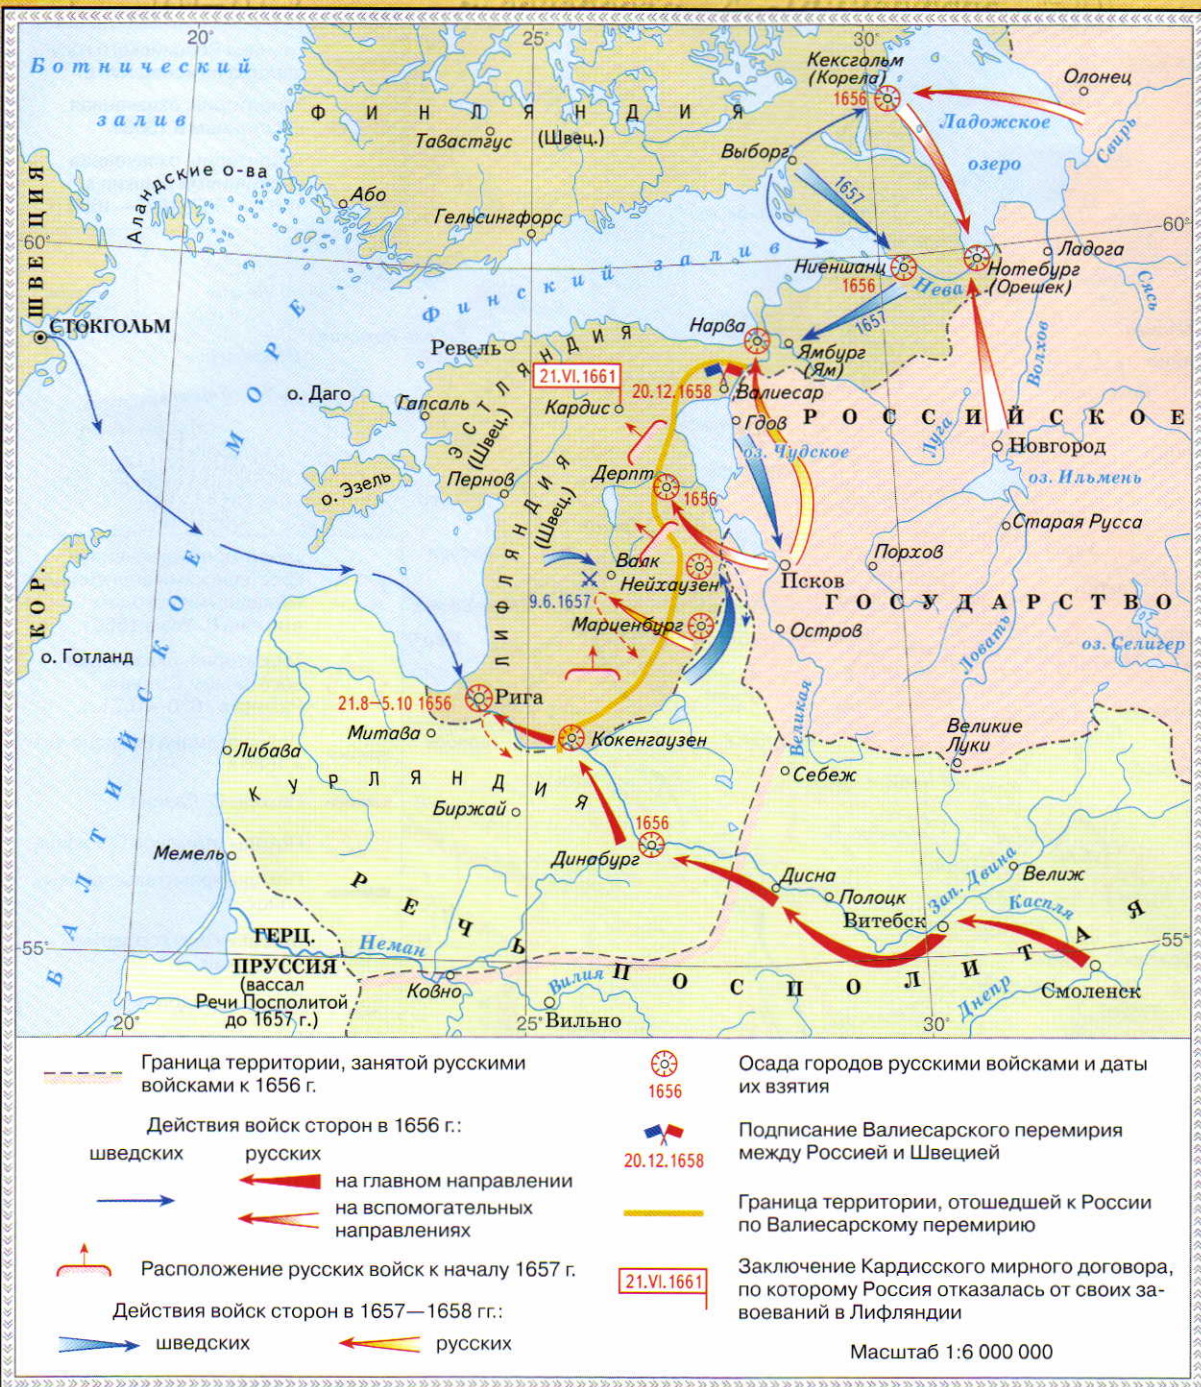 20°
25°
30°
Ботнический
залив
ФИНЛЯНДИЯ
(Швец.)
Тавастгус
Кексгольм
(Корела)
1656
Олонец
Ладожское
озеро
Свирь
Выборг
1657
Аландские о-ва
Або
Гельсингфорс
ШВЕЦИЯ
60°
60°
СТОКГОЛЬМ
Финский залив
Ниеншанц
1656
Нева
Нотебург
(Орешек)
Ладога
Сясь
1657
Волхов
Нарва
Ямбург
(Ям)
Ревель
ЭСТЛЯНДИЯ
(Швец.)
21.VI.1661
20.12.1658
Валиесар
о. Даго
Гапсаль
Кардис
Гдов
РОССИЙСКОЕ
Луга
Новгород
оз. Чудское
оз. Ильмень
БАЛТИЙСКОЕ МОРЕ
о. Эзель
Пернов
Дерпт
1656
Старая Русса
ЛИФЛЯНДИЯ
(Швец.)
Валк
Нейхаузен
Псков
Порхов
КОР.
9.6.1657
Мариенбург
ГОСУДАРСТВО
Остров
Ловать
оз. Селигер
о. Готланд
21.8–5.10 1656
Рига
Великая
Митава
Кокенгаузен
Великие
Луки
Либава
Себеж
КУРЛЯНДИЯ
Биржай
1656
Динабург
Мемель
Дисна
Полоцк
Зап. Двина
Велиж
Витебск
Каспля
РЕЧЬ ПОСПОЛИТАЯ
ГЕРЦ.
ПРУССИЯ
(вассал
Речи Посполитой
до 1657 г.)
Неман
55°
55°
Ковно
Вилия
Вильно
Днепр
Смоленск
20°
25°
30°
Граница территории, занятой русскими
войсками к 1656 г.
Действия войск сторон в 1656 г.:
шведских русских
на главном направлении
на вспомогательных
направлениях
Расположение русских войск к началу 1657 г.
Действия войск сторон в 1657—1658 гг.:
шведских русских
Осада городов русскими войсками и даты
их взятия
1656
Подписание Валиесарского перемирия
между Россией и Швецией
20.12.1658
Граница территории, отошедшей к России
по Валиесарскому перемирию
21.VI.1661
Заключение Кардисского мирного договора,
по которому Россия отказалась от своих за-
воеваний в Лифляндии
Масштаб 1:6 000 000